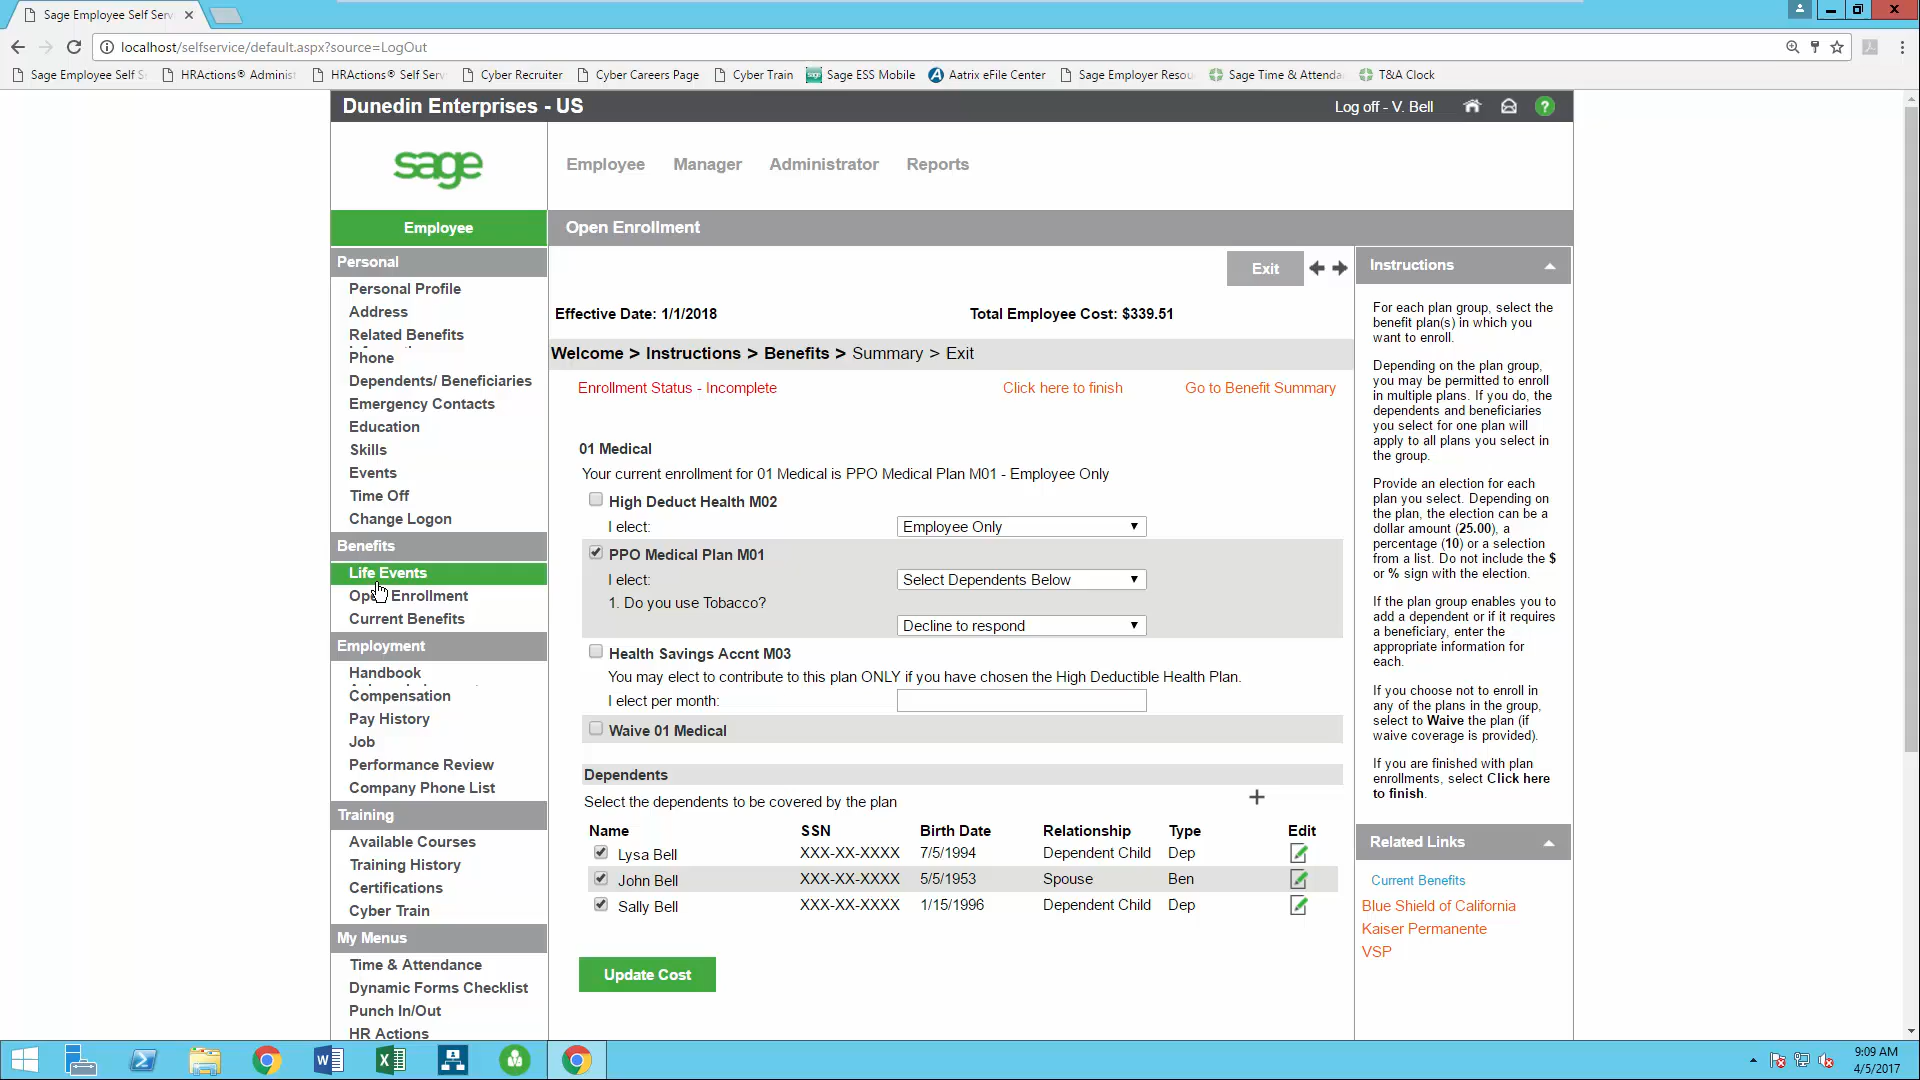 Sage Employee Self Serv
localhost/selfservice/default.aspx?source=LogOut
Sage Employee Self S
HRActions® Administ
HRActions® Self Serv
Cyber Recruiter
Cyber Careers Page
Cyber Train
sage
Sage ESS Mobile
Aatrix eFile Center
Sage Employer Resou
Sage Time & Attenda
T&A Clock
Dunedin Enterprises - US
Log off - V. Bell
?
sage
Employee
Manager
Administrator
Reports
Employee
Open Enrollment
Personal
Personal Profile
Address
Related Benefits
Phone
Dependents/ Beneficiaries
Emergency Contacts
Education
Skills
Events
Time Off
Change Logon
Benefits
Life Events
Open Enrollment
Current Benefits
Employment
Handbook
Compensation
Pay History
Job
Performance Review
Company Phone List
Training
Available Courses
Training History
Certifications
Cyber Train
My Menus
Time & Attendance
Dynamic Forms Checklist
Punch In/Out
HR Actions
Exit
Effective Date: 1/1/2018
Total Employee Cost: $339.51
Welcome > Instructions > Benefits > Summary > Exit
Enrollment Status - Incomplete
Click here to finish
Go to Benefit Summary
01 Medical
Your current enrollment for 01 Medical is PPO Medical Plan M01 - Employee Only
High Deduct Health M02
I elect:
Employee Only
PPO Medical Plan M01
I elect:
Select Dependents Below
1. Do you use Tobacco?
Decline to respond
Health Savings Accnt M03
You may elect to contribute to this plan ONLY if you have chosen the High Deductible Health Plan.
I elect per month:
Waive 01 Medical
Dependents
Select the dependents to be covered by the plan
Name SSN Birth Date Relationship Type Edit
Lysa Bell XXX-XX-XXXX 7/5/1994 Dependent Child Dep
John Bell XXX-XX-XXXX 5/5/1953 Spouse Ben
Sally Bell XXX-XX-XXXX 1/15/1996 Dependent Child Dep
Update Cost
Instructions
For each plan group, select the
benefit plan(s) in which you
want to enroll.
Depending on the plan group,
you may be permitted to enroll
in multiple plans. If you do, the
dependents and beneficiaries
you select for one plan will
apply to all plans you select in
the group.
Provide an election for each
plan you select. Depending on
the plan, the election can be a
dollar amount (25.00), a
percentage (10) or a selection
from a list. Do not include the $
or % sign with the election.
If the plan group enables you to
add a dependent or if it requires
a beneficiary, enter the
appropriate information for
each.
If you choose not to enroll in
any of the plans in the group,
select to Waive the plan (if
waive coverage is provided).
If you are finished with plan
enrollments, select Click here
to finish.
Related Links
Current Benefits
Blue Shield of California
Kaiser Permanente
VSP
9:09 AM
4/5/2017